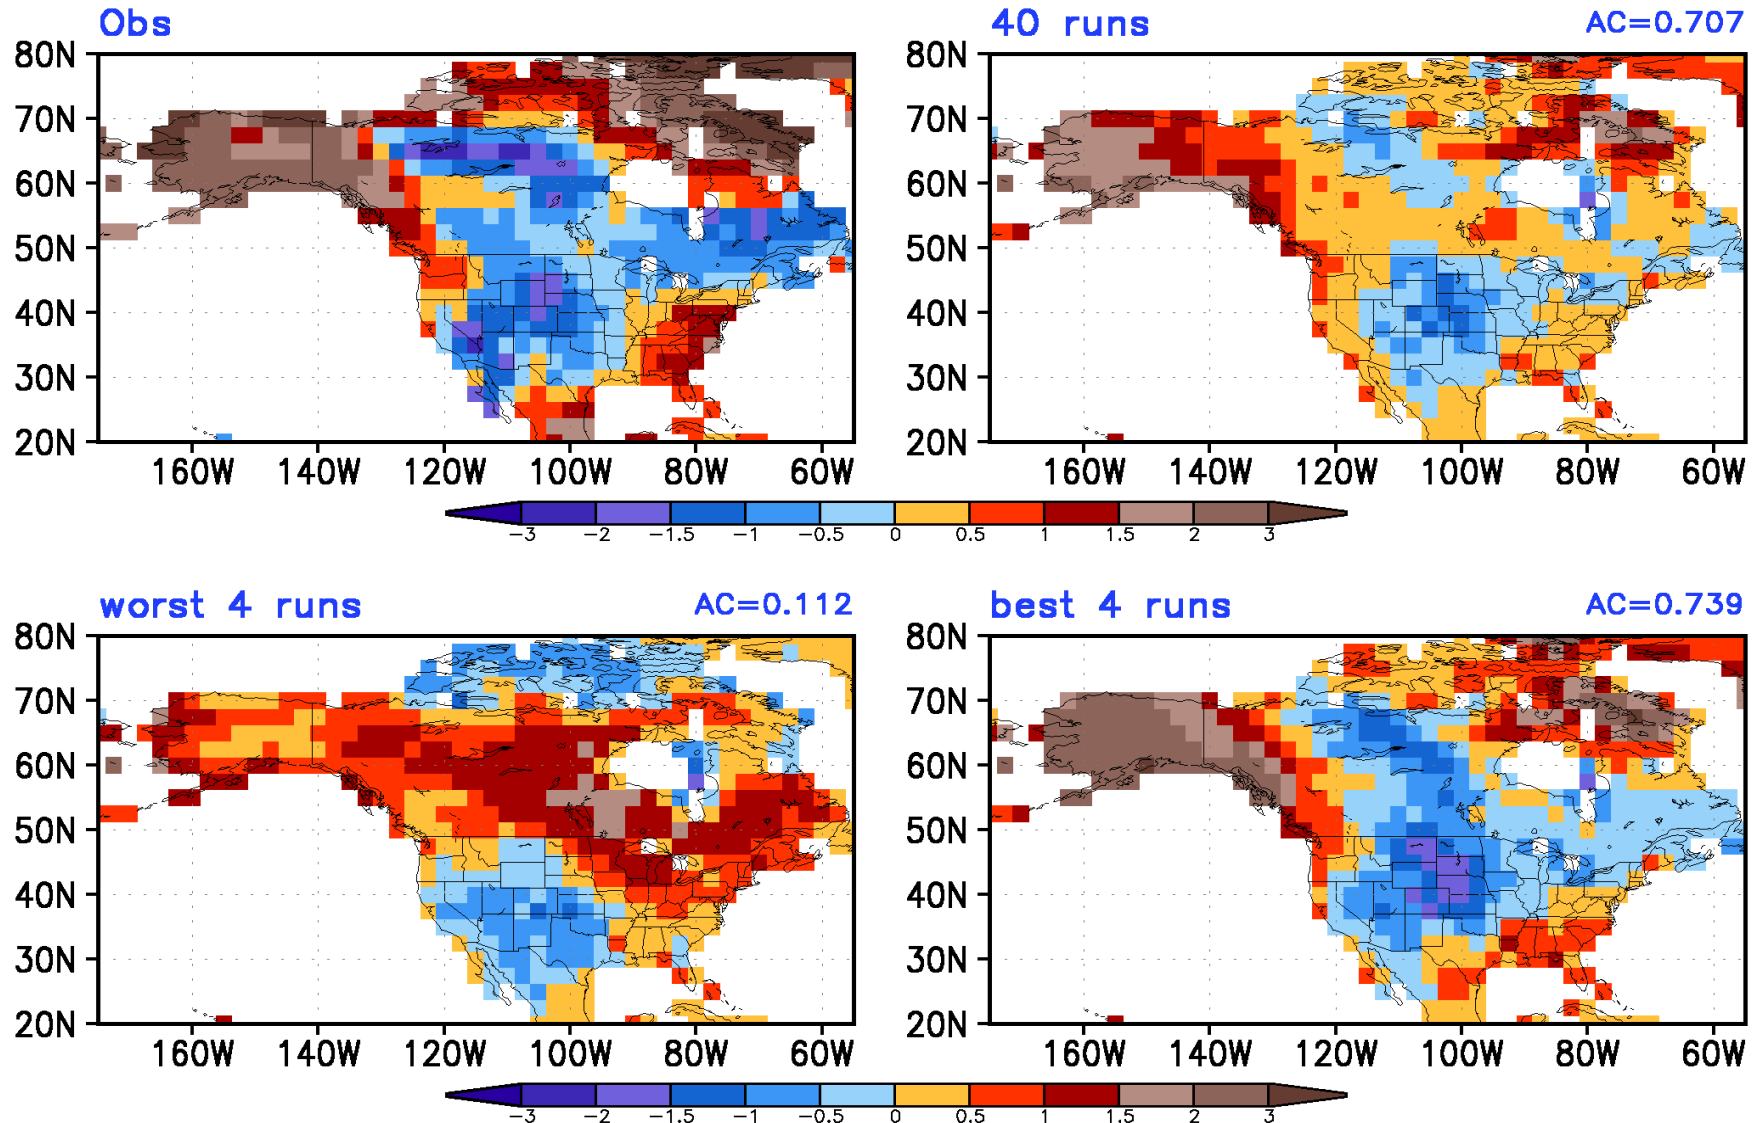 Obs
40 runs AC=0.707
80N
70N
60N
50N
40N
30N
20N
160W 140W 120W 100W 80W 60W
80N
70N
60N
50N
40N
30N
20N
160W 140W 120W 100W 80W 60W
-3 -2 -1.5 -1 -0.5 0 0.5 1 1.5 2 3
worst 4 runs AC=0.112
best 4 runs AC=0.739
80N
70N
60N
50N
40N
30N
20N
160W 140W 120W 100W 80W 60W
80N
70N
60N
50N
40N
30N
20N
160W 140W 120W 100W 80W 60W
-3 -2 -1.5 -1 -0.5 0 0.5 1 1.5 2 3